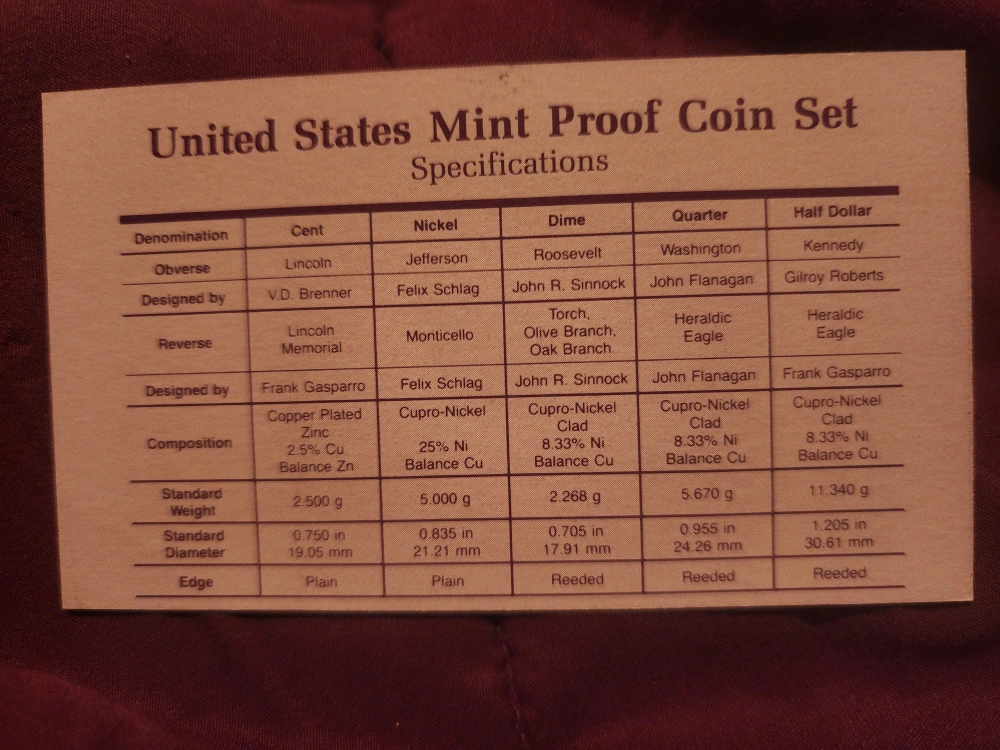 United States Mint Proof Coin Set
Specifications
Denomination Cent Nickel Dime Quarter Half Dollar
Obverse Lincoln Jefferson Roosevelt Washington Kennedy
Designed by V.D. Brenner Felix Schlag John R. Sinnock John Flanagan Gilroy Roberts
Reverse Lincoln Memorial Monticello Torch, Olive Branch, Oak Branch Heraldic Eagle Heraldic Eagle
Designed by Frank Gasparro Felix Schlag John R. Sinnock John Flanagan Frank Gasparro
Composition Copper Plated Zinc 2.5% Cu Balance Zn Cupro-Nickel 25% Ni Balance Cu Cupro-Nickel Clad 8.33% Ni Balance Cu Cupro-Nickel Clad 8.33% Ni Balance Cu Cupro-Nickel Clad 8.33% Ni Balance Cu
Standard Weight 2.500 g 5.000 g 2.268 g 5.670 g 11.340 g
Standard Diameter 0.750 in 19.05 mm 0.835 in 21.21 mm 0.705 in 17.91 mm 0.955 in 24.26 mm 1.205 in 30.61 mm
Edge Plain Plain Reeded Reeded Reeded